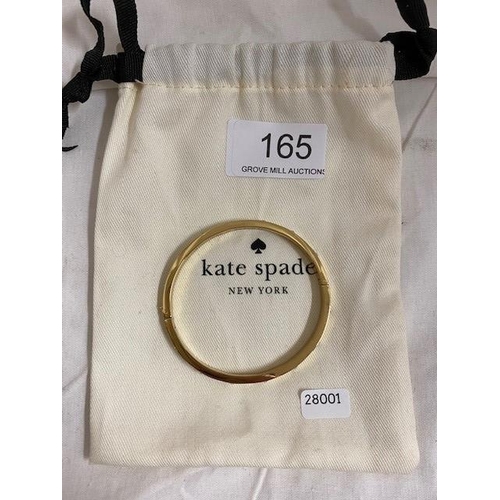 165
GROVE MILL AUCTIONS
kate spade
NEW YORK
28001